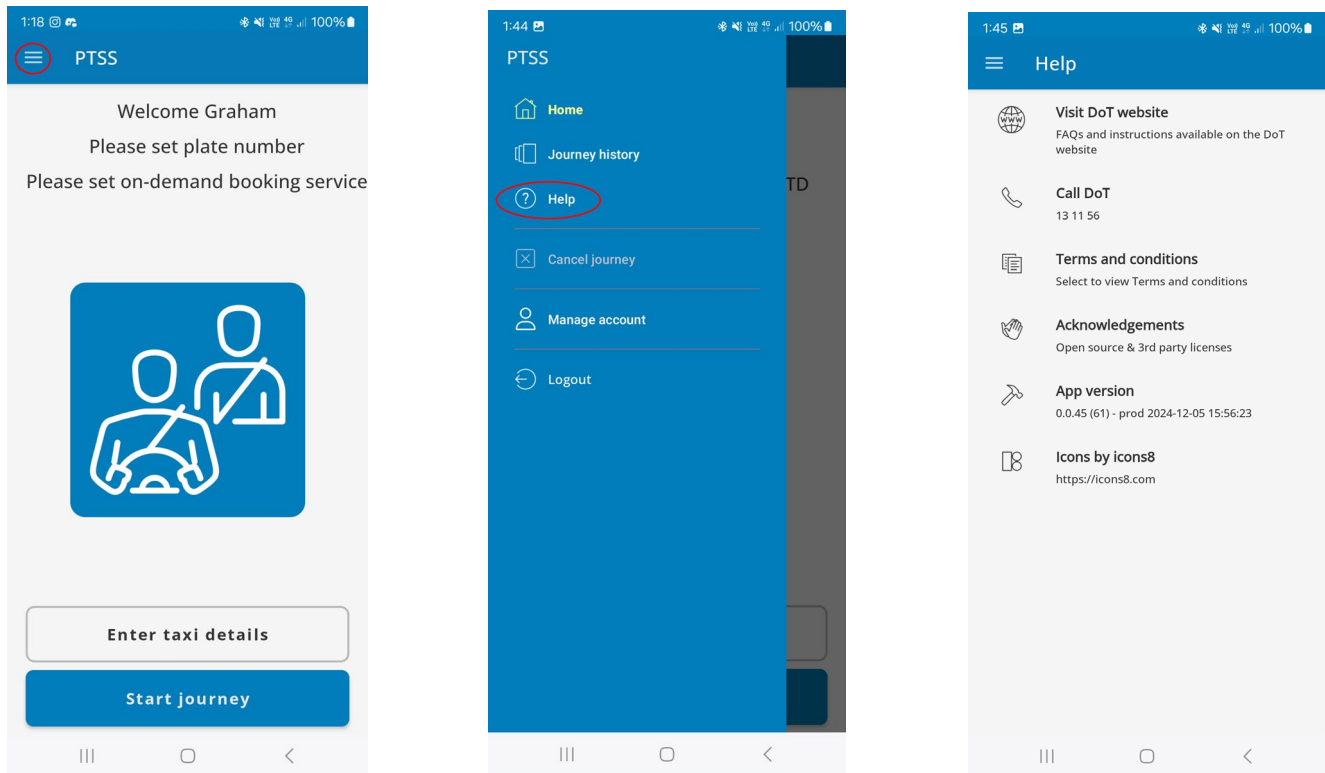 1:18 100%
PTSS
Welcome Graham
Please set plate number
Please set on-demand booking service
Enter taxi details
Start journey
1:44 100%
PTSS
Home
Journey history
Help
Cancel journey
Manage account
Logout
TD
1:45 100%
Help
Visit DoT website
FAQs and instructions available on the DoT
website
Call DoT
13 11 56
Terms and conditions
Select to view Terms and conditions
Acknowledgements
Open source & 3rd party licenses
App version
0.0.45 (61) - prod 2024-12-05 15:56:23
Icons by icons8
https://icons8.com